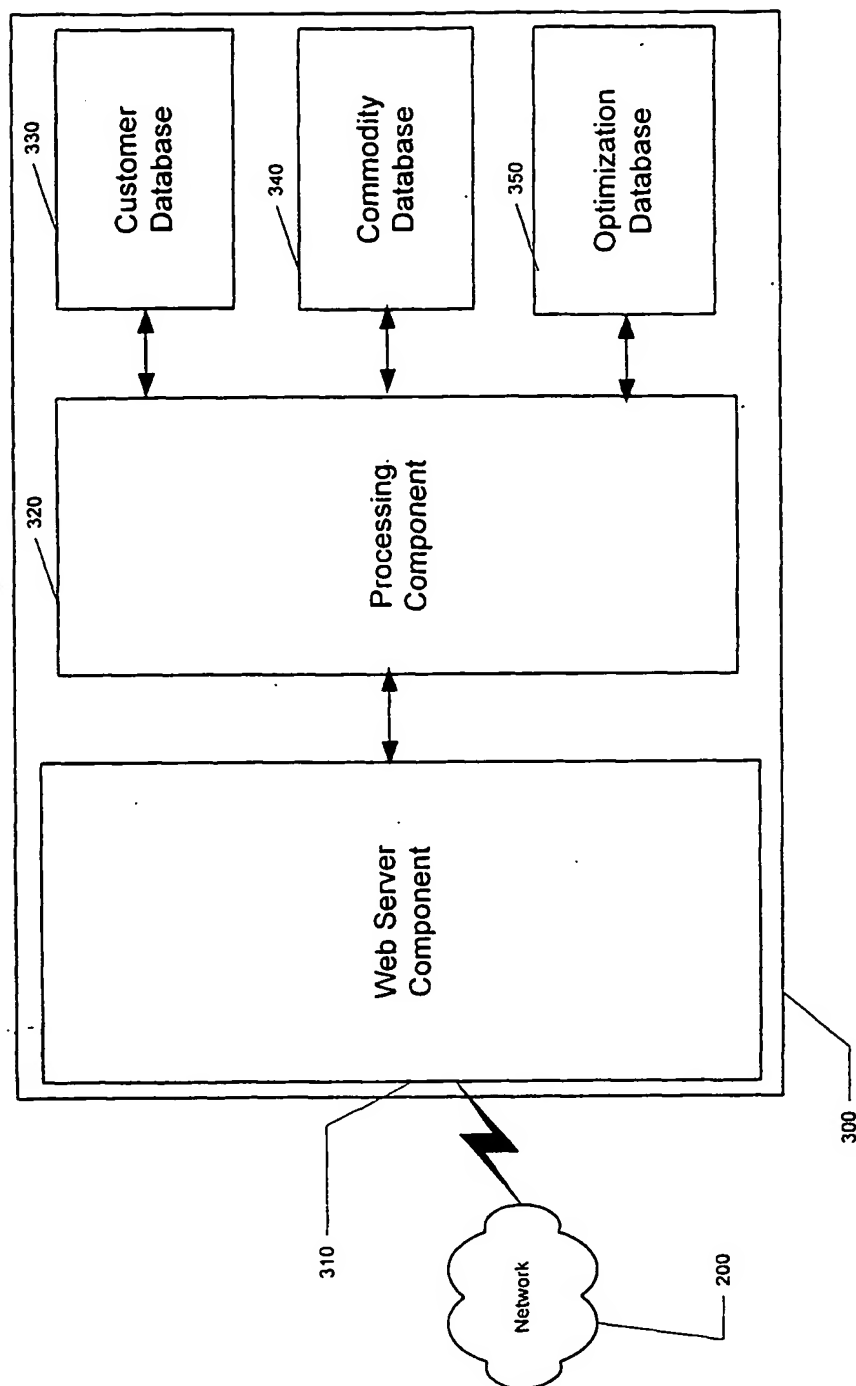 330
Customer
Database
340
Commodity
Database
350
Optimization
Database
320
Processing
Component
Web Server
Component
310
300
Network
200